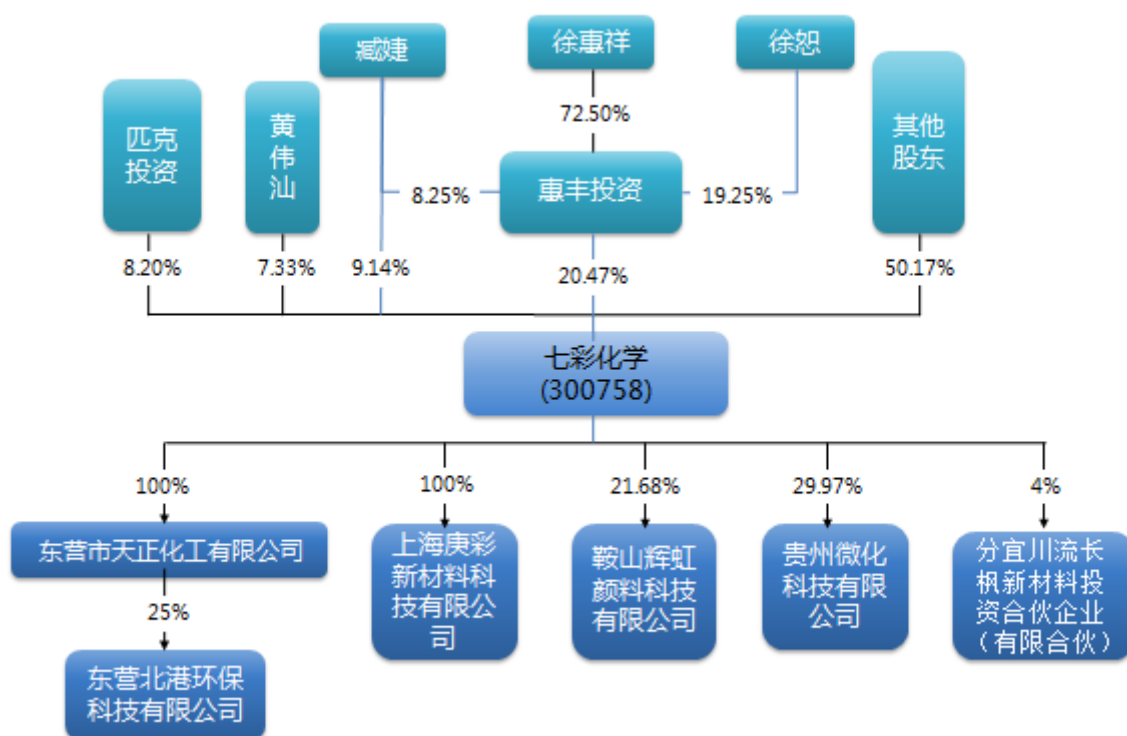 臧婕
徐惠祥
徐恕
匹克
投资
黄
伟
汕
其他
股东
72.50%
惠丰投资
8.25%
19.25%
8.20%
7.33%
9.14%
20.47%
50.17%
七彩化学
(300758)
100%
100%
21.68%
29.97%
4%
东营市天正化工有限公司
上海庚彩
新材料科
技有限公
司
鞍山辉虹
颜料科技
有限公司
贵州微化
科技有限
公司
分宜川流长
枫新材料投
资合伙企业
（有限合伙）
25%
东营北港环保
科技有限公司